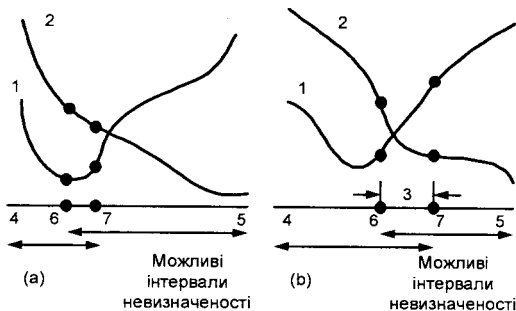 2
1
4
6
7
5
(a)
Можливі
інтервали
невизначеності
2
1
3
4
6
7
5
(b)
Можливі
інтервали
невизначеності